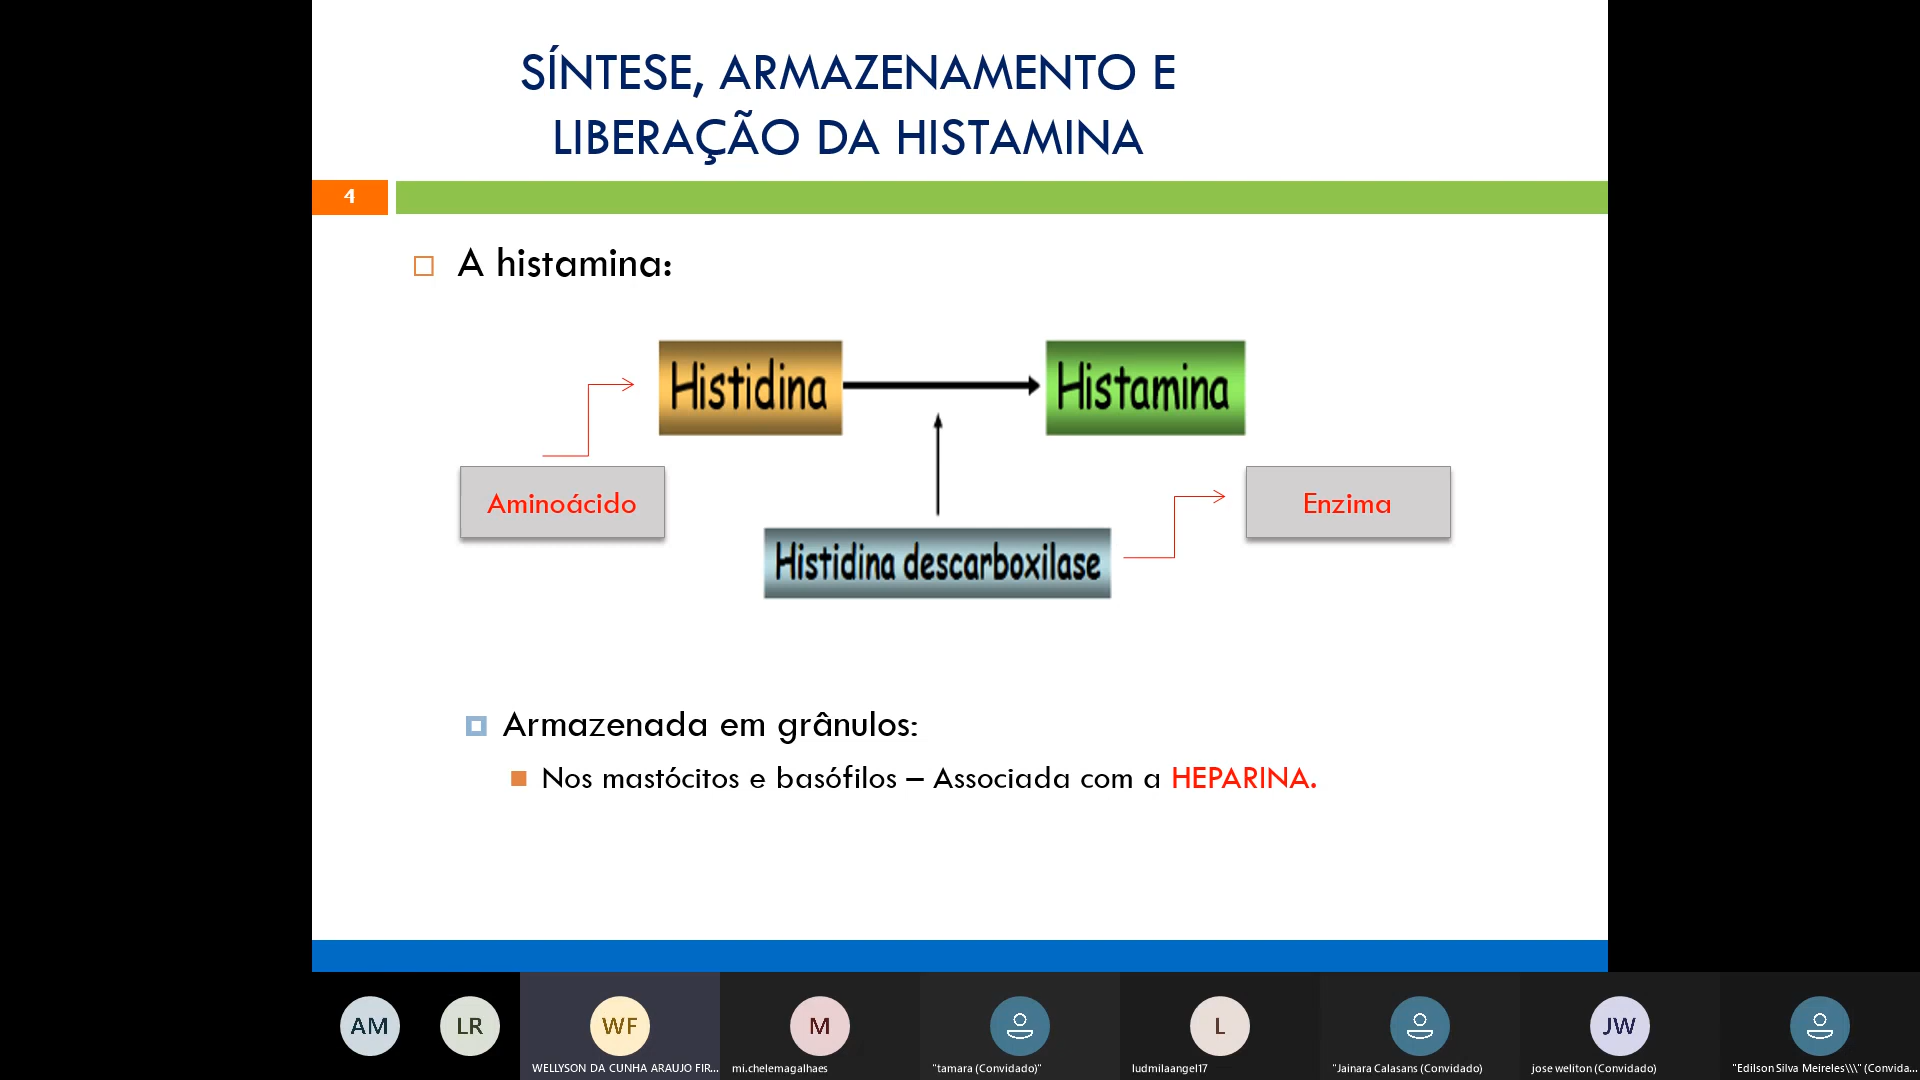 SÍNTESE, ARMAZENAMENTO E
LIBERAÇÃO DA HISTAMINA
4
A histamina:
Histidina
Histamina
Aminoácido
Enzima
Histidina descarboxilase
Armazenada em grânulos:
Nos mastócitos e basófilos – Associada com a HEPARINA.
AM
LR
WF
M
L
JW
WELLYSON DA CUNHA ARAUJO FIR...
mi.chelemagalhaes
"tamara (Convidado)"
ludmilaangel17
"Jainara Calasans (Convidado)
jose weliton (Convidado)
"Edilson Silva Meireles\\\" (Convida...